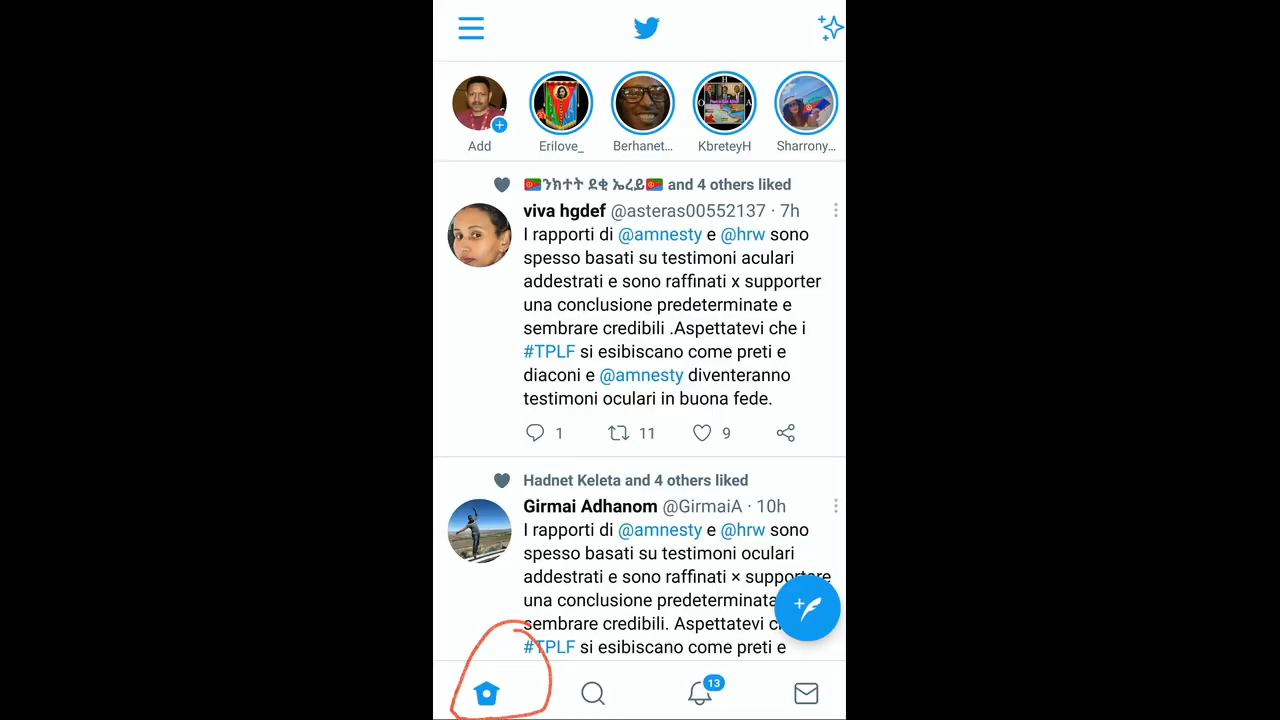 Add Erilove_ Berhanet... KbreteyH Sharrony...
🇪🇷ንክተት ደቂ ኤረይ🇪🇷 and 4 others liked
viva hgdef @asteras00552137 · 7h
I rapporti di @amnesty e @hrw sono
spesso basati su testimoni aculari
addestrati e sono raffinati x supporter
una conclusione predeterminate e
sembrare credibili .Aspettatevi che i
#TPLF si esibiscano come preti e
diaconi e @amnesty diventeranno
testimoni oculari in buona fede.
1 11 9
Hadnet Keleta and 4 others liked
Girmai Adhanom @GirmaiA · 10h
I rapporti di @amnesty e @hrw sono
spesso basati su testimoni oculari
addestrati e sono raffinati × supportare
una conclusione predeterminata
sembrare credibili. Aspettatevi
#TPLF si esibiscano come preti e
13